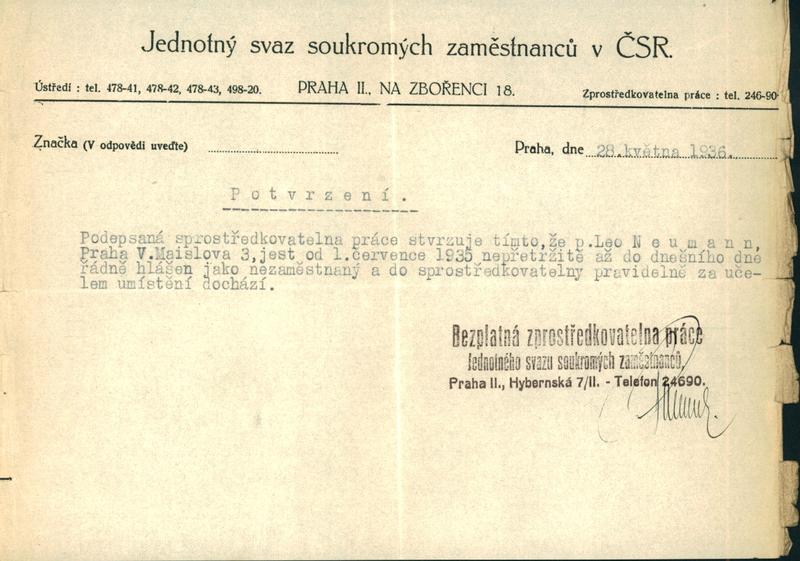 Jednotný svaz soukromých zaměstnanců v ČSR.
Ústředí : tel. 478-41, 478-42, 478-43, 498-20. PRAHA II., NA ZBOŘENCI 18. Zprostředkovatelna práce : tel. 246-90
Značka (V odpovědi uveďte) Praha, dne 28.května 1936.
Potvrzení.
Podepsaná sprostředkovatelna práce stvrzuje tímto,že p.Leo Neumann,
Praha V.Maislova 3,jest od 1.července 1935 nepřetržitě až do dnešního dne
řádně hlášen jako nezaměstnaný a do sprostředkovatelny pravidelně za uče-
lem umístění dochází.
Bezplatná zprostředkovatelna práce
Jednotného svazu soukromých zaměstnanců,
Praha II., Hybernská 7/II. - Telefon 24690.